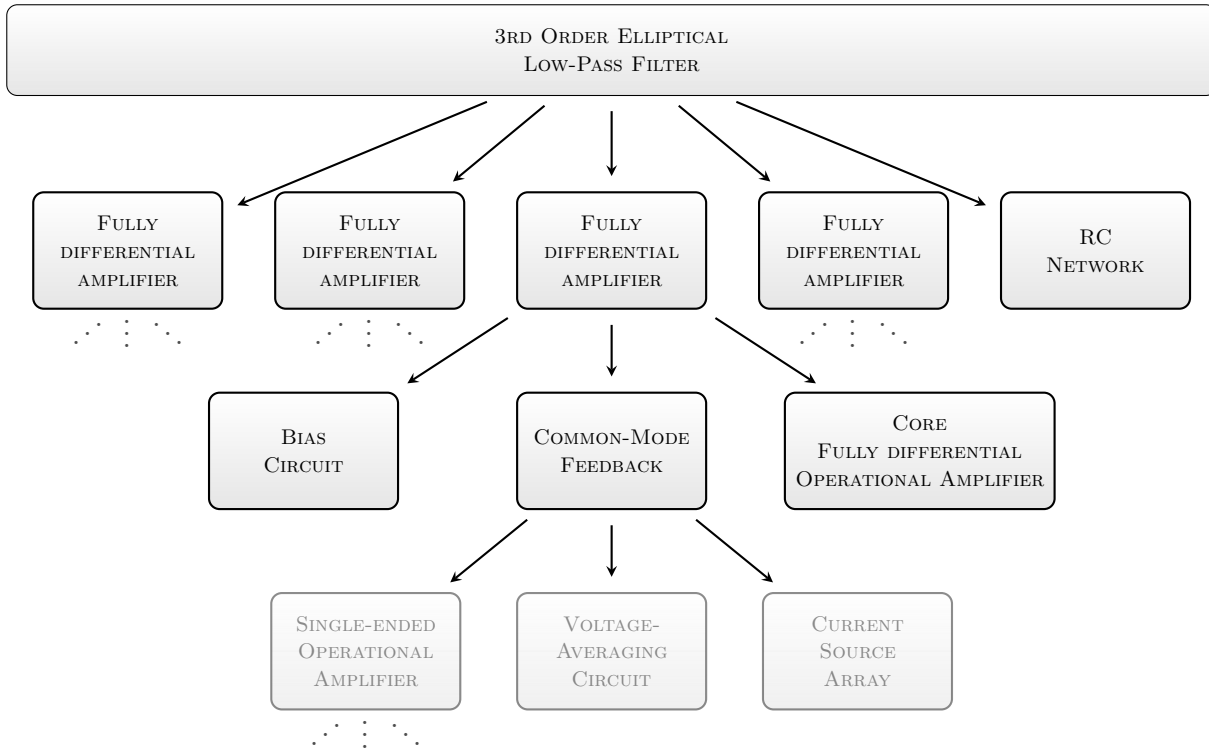 3rd Order Elliptical
Low-Pass Filter
Fully
differential
amplifier
Fully
differential
amplifier
Fully
differential
amplifier
Fully
differential
amplifier
RC
Network
Bias
Circuit
Common-Mode
Feedback
Core
Fully differential
Operational Amplifier
Single-ended
Operational
Amplifier
Voltage-
Averaging
Circuit
Current
Source
Array